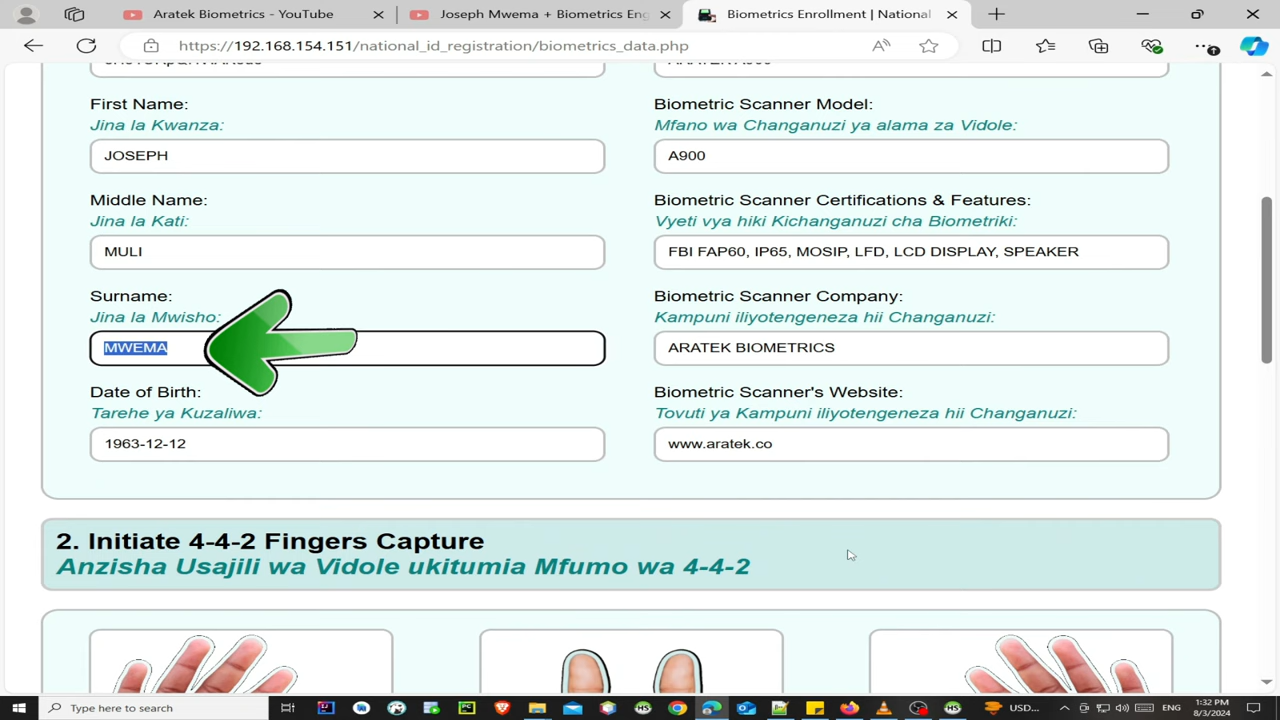 Aratek Biometrics - YouTube
Joseph Mwema + Biometrics Eng
Biometrics Enrollment | National
https://192.168.154.151/national_id_registration/biometrics_data.php
First Name:
Jina la Kwanza:
JOSEPH
Middle Name:
Jina la Kati:
MULI
Surname:
Jina la Mwisho:
MWEMA
Date of Birth:
Tarehe ya Kuzaliwa:
1963-12-12
Biometric Scanner Model:
Mfano wa Changanuzi ya alama za Vidole:
A900
Biometric Scanner Certifications & Features:
Vyeti vya hiki Kichanganuzi cha Biometriki:
FBI FAP60, IP65, MOSIP, LFD, LCD DISPLAY, SPEAKER
Biometric Scanner Company:
Kampuni iliyotengeneza hii Changanuzi:
ARATEK BIOMETRICS
Biometric Scanner's Website:
Tovuti ya Kampuni iliyotengeneza hii Changanuzi:
www.aratek.co
2. Initiate 4-4-2 Fingers Capture
Anzisha Usajili wa Vidole ukitumia Mfumo wa 4-4-2
Type here to search
USD...
ENG
1:32 PM
8/3/2024